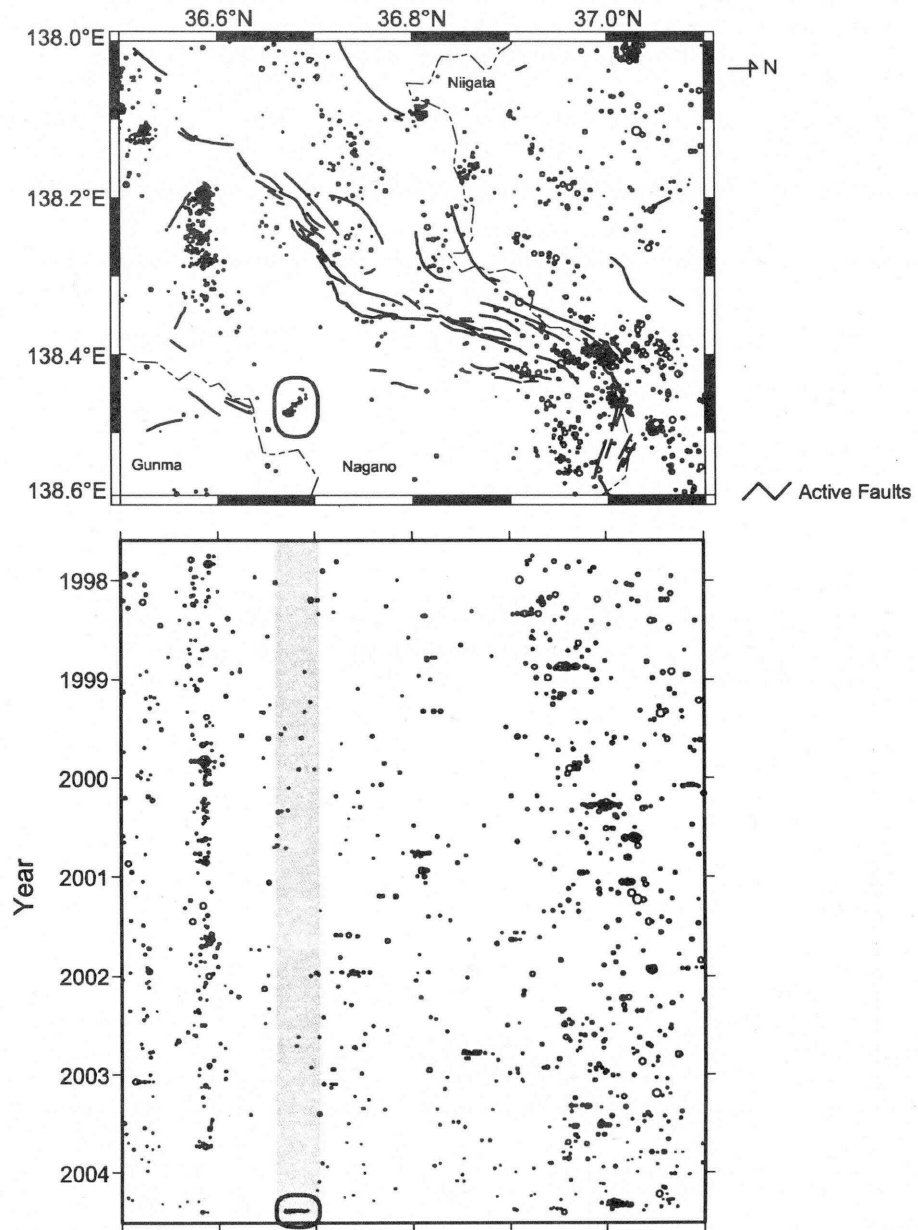 36.6°N 36.8°N 37.0°N
138.0°E
N
Niigata
138.2°E
138.4°E
Gunma
Nagano
138.6°E
Active Faults
1998
1999
2000
Year
2001
2002
2003
2004